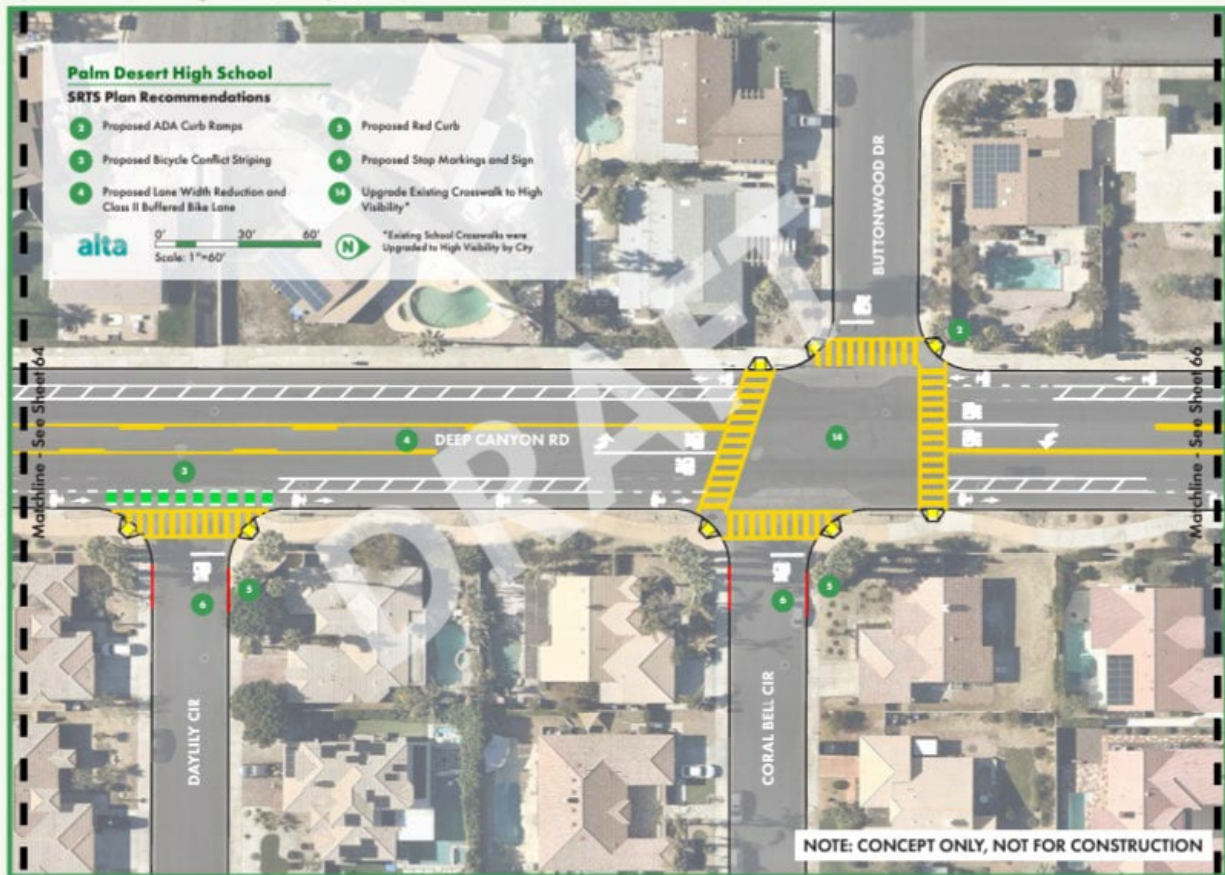 Palm Desert High School
SRTS Plan Recommendations
2 Proposed ADA Curb Ramps
3 Proposed Bicycle Conflict Striping
4 Proposed Lane Width Reduction and
Class II Buffered Bike Lane
5 Proposed Red Curb
6 Proposed Stop Markings and Sign
14 Upgrade Existing Crosswalk to High
Visibility*
*Existing School Crosswalks were
Upgraded to High Visibility by City
alta
0' 30' 60'
Scale: 1"=60'
N
BUTTONWOOD DR
2
Matchline - See Sheet 64
Matchline - See Sheet 66
DRAFT
4
DEEP CANYON RD
14
3
6
5
6
5
DAYLILY CIR
CORAL BELL CIR
NOTE: CONCEPT ONLY, NOT FOR CONSTRUCTION